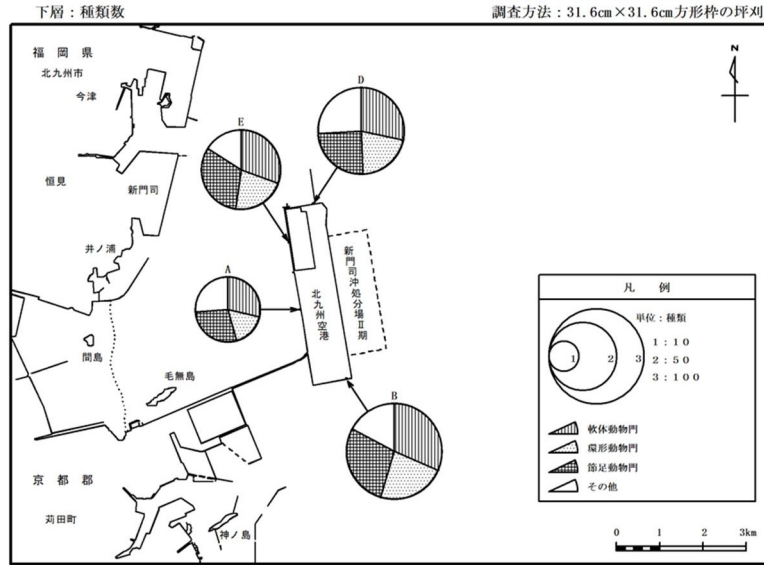 下層：種類数
調査方法：31.6cm×31.6cm方形枠の坪刈
福岡県
北九州市
今津
恒見
新門司
井ノ浦
間島
毛無島
京都郡
苅田町
神ノ島
D
E
A
B
北九州空港
新門司沖処分場Ⅱ期
N
凡例
単位：種類
1
2
3
1：10
2：50
3：100
軟体動物門
環形動物門
節足動物門
その他
0 1 2 3km